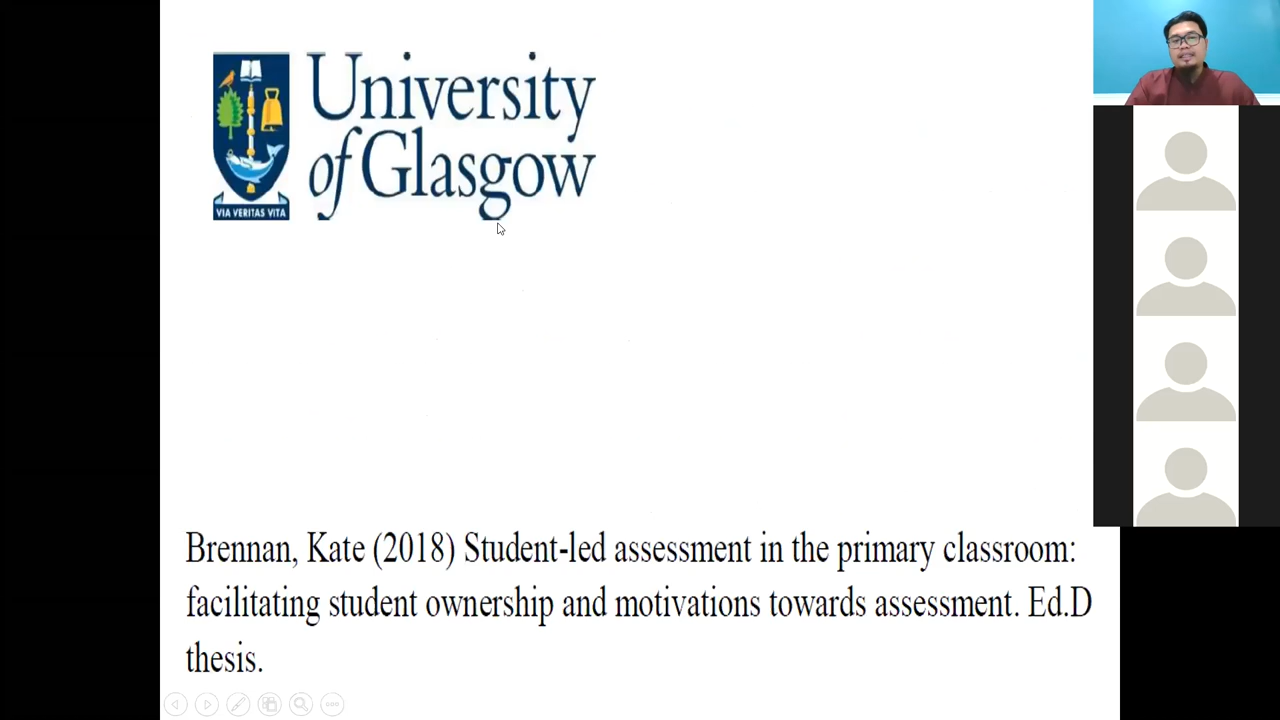 University
of Glasgow
VIA VERITAS VITA
Brennan, Kate (2018) Student-led assessment in the primary classroom:
facilitating student ownership and motivations towards assessment. Ed.D
thesis.